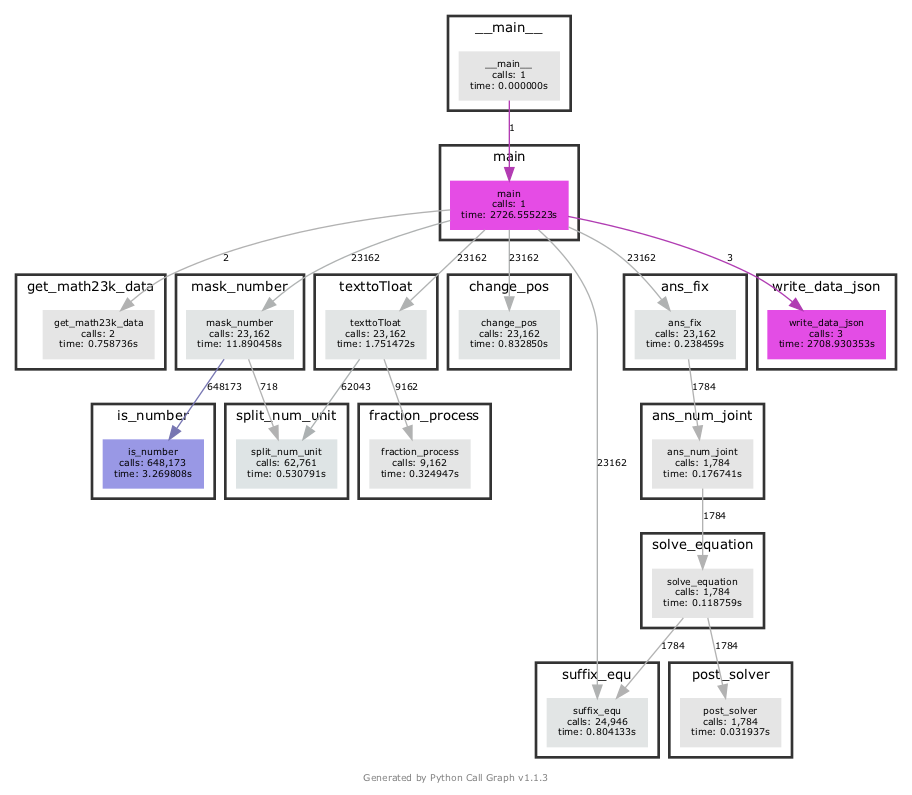 __main__
__main__
calls: 1
time: 0.000000s
1
main
main
calls: 1
time: 2726.555223s
2
23162
23162
23162
23162
3
get_math23k_data
get_math23k_data
calls: 2
time: 0.758736s
mask_number
mask_number
calls: 23,162
time: 11.890458s
texttoTloat
texttoTloat
calls: 23,162
time: 1.751472s
change_pos
change_pos
calls: 23,162
time: 0.832850s
ans_fix
ans_fix
calls: 23,162
time: 0.238459s
write_data_json
write_data_json
calls: 3
time: 2708.930353s
648173
718
62043
9162
1784
is_number
is_number
calls: 648,173
time: 3.269808s
split_num_unit
split_num_unit
calls: 62,761
time: 0.530791s
fraction_process
fraction_process
calls: 9,162
time: 0.324947s
23162
ans_num_joint
ans_num_joint
calls: 1,784
time: 0.176741s
1784
solve_equation
solve_equation
calls: 1,784
time: 0.118759s
1784
1784
suffix_equ
suffix_equ
calls: 24,946
time: 0.804133s
post_solver
post_solver
calls: 1,784
time: 0.031937s
Generated by Python Call Graph v1.1.3